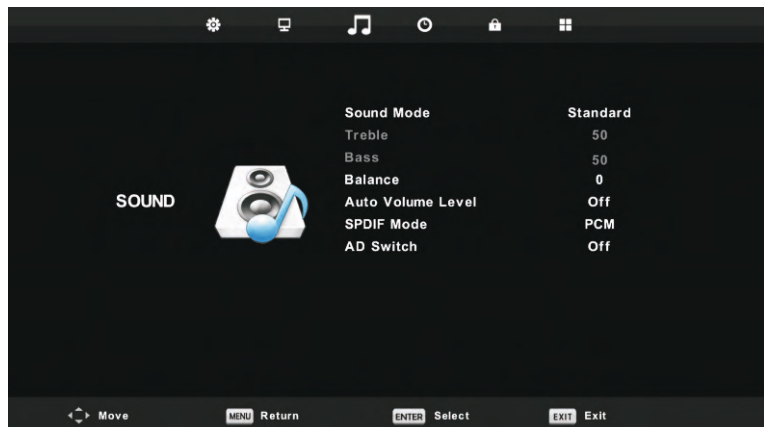 Sound Mode Standard
Treble 50
Bass 50
Balance 0
SOUND
Auto Volume Level Off
SPDIF Mode PCM
AD Switch Off
Move MENU Return ENTER Select EXIT Exit